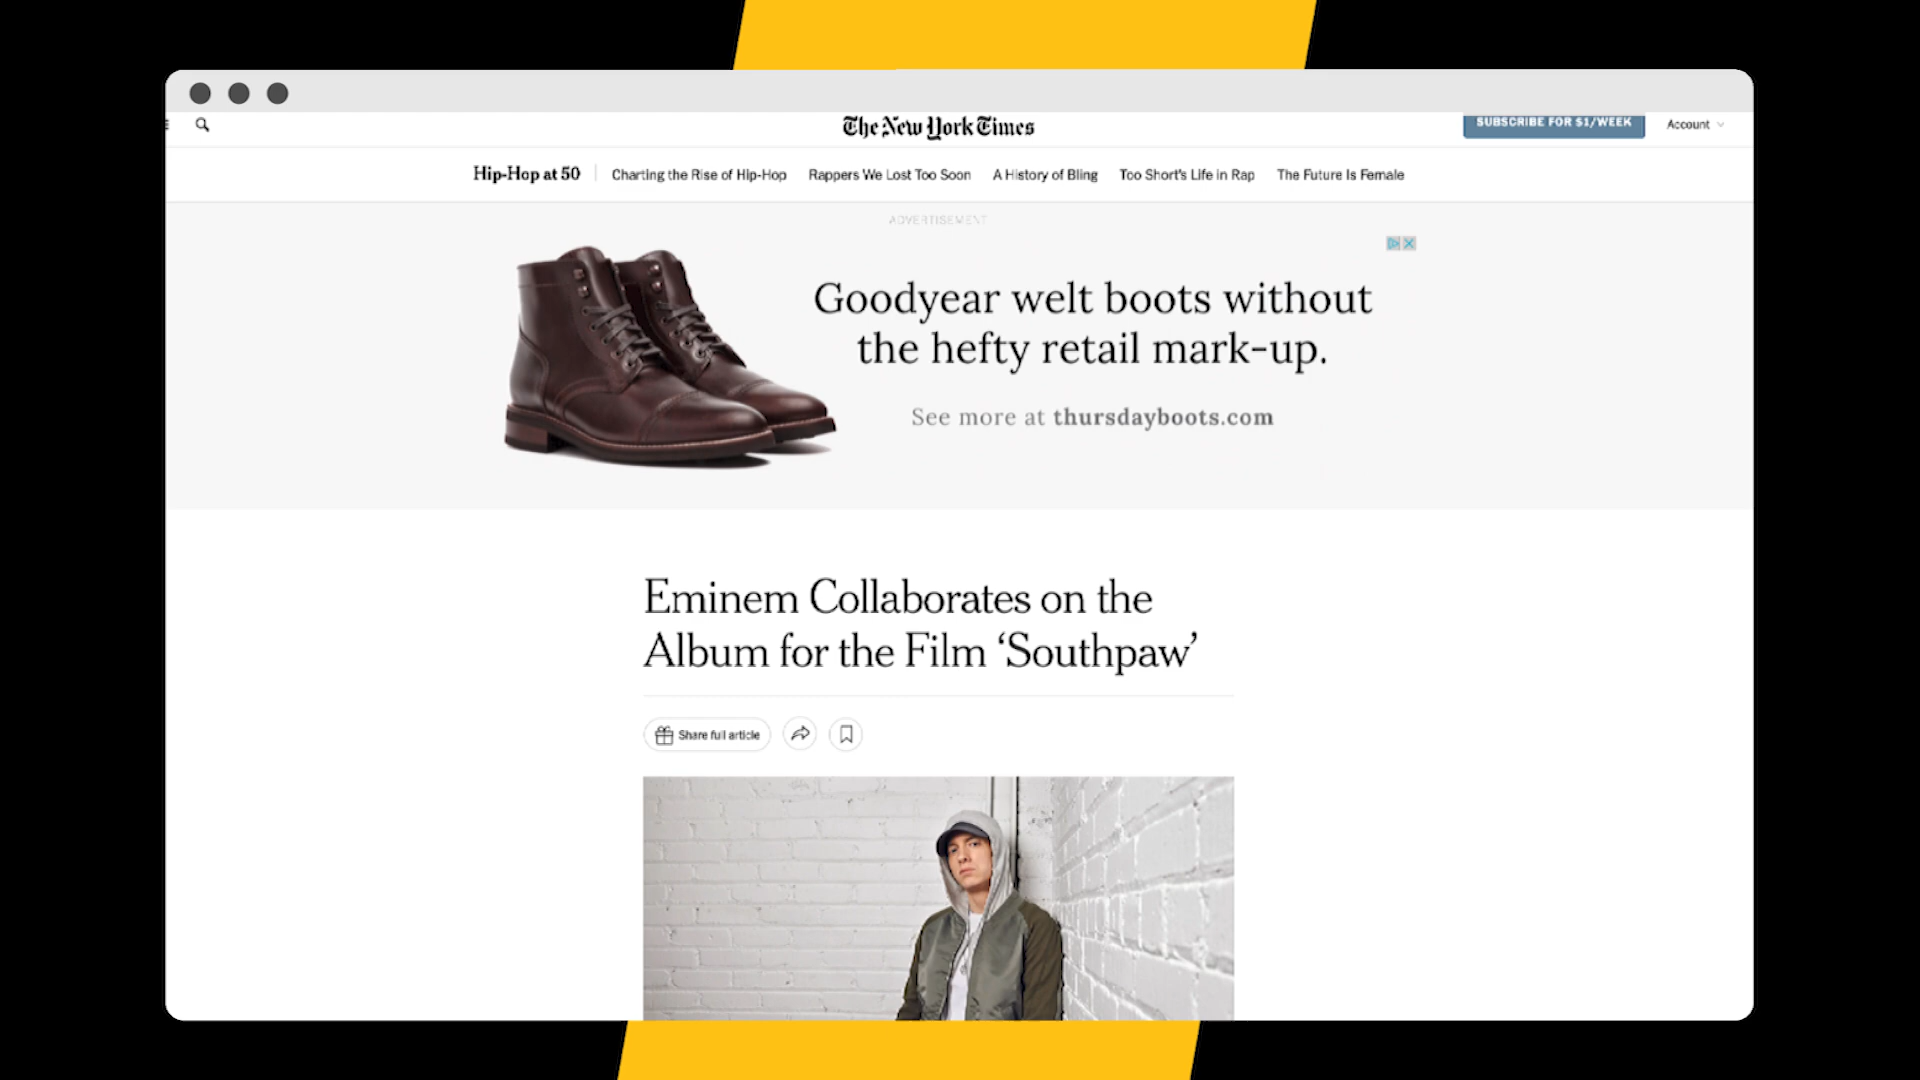 The New York Times
SUBSCRIBE FOR $1/WEEK
Account
Hip-Hop at 50
Charting the Rise of Hip-Hop
Rappers We Lost Too Soon
A History of Bling
Too Short's Life in Rap
The Future Is Female
ADVERTISEMENT
Goodyear welt boots without
the hefty retail mark-up.
See more at thursdayboots.com
Eminem Collaborates on the
Album for the Film ‘Southpaw’
Share full article